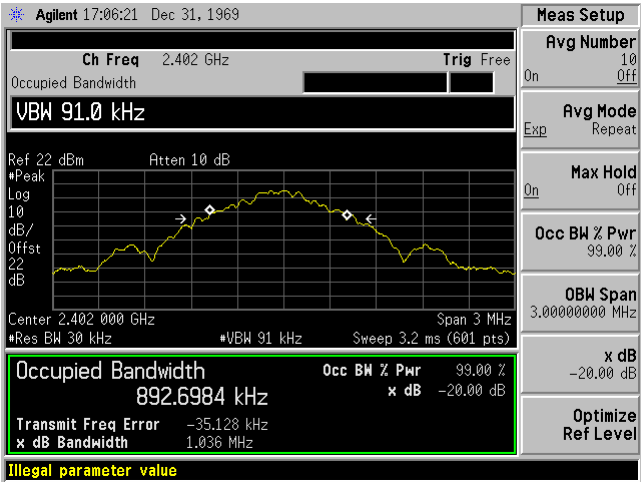 Agilent 17:06:21 Dec 31, 1969
Meas Setup
Ch Freq 2.402 GHz Trig Free
Occupied Bandwidth
VBW 91.0 kHz
Ref 22 dBm Atten 10 dB
#Peak
Log
10
dB/
Offst
22
dB
Center 2.402 000 GHz Span 3 MHz
#Res BW 30 kHz #VBW 91 kHz Sweep 3.2 ms (601 pts)
Occupied Bandwidth Occ BW % Pwr 99.00 %
892.6984 kHz x dB -20.00 dB
Transmit Freq Error -35.128 kHz
x dB Bandwidth 1.036 MHz
Illegal parameter value
Avg Number
10
On Off
Avg Mode
Exp Repeat
Max Hold
On Off
Occ BW % Pwr
99.00 %
OBW Span
3.00000000 MHz
x dB
-20.00 dB
Optimize
Ref Level